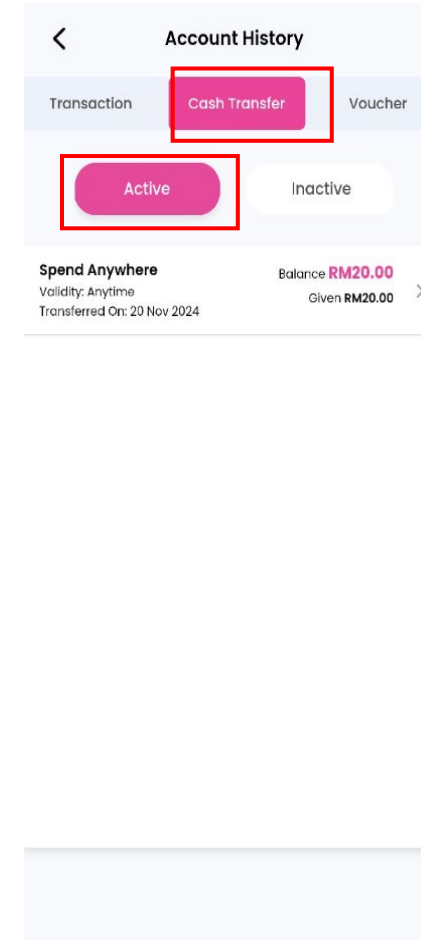 Account History
Transaction Cash Transfer Voucher
Active Inactive
Spend Anywhere Balance RM20.00
Validity: Anytime Given RM20.00
Transferred On: 20 Nov 2024